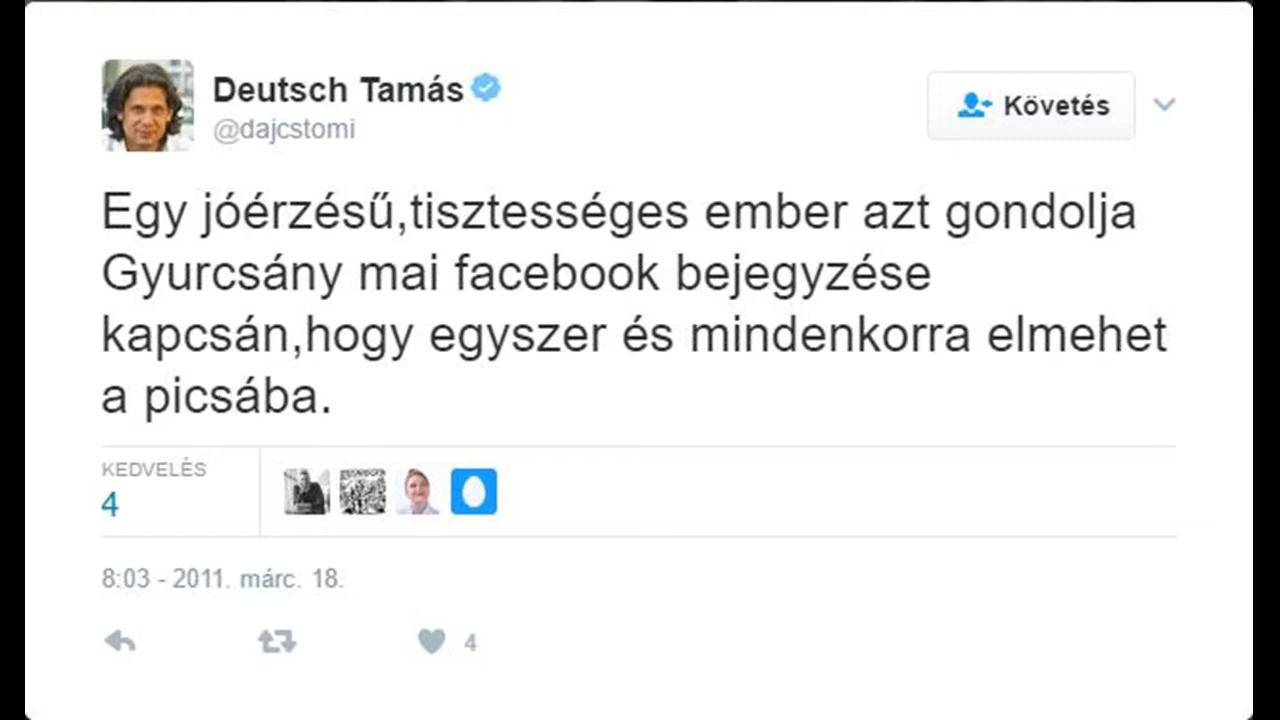 Deutsch Tamás
@dajcstomi
Követés
Egy jóérzésű,tisztességes ember azt gondolja
Gyurcsány mai facebook bejegyzése
kapcsán,hogy egyszer és mindenkorra elmehet
a picsába.
KEDVELÉS
4
8:03 - 2011. márc. 18.
4